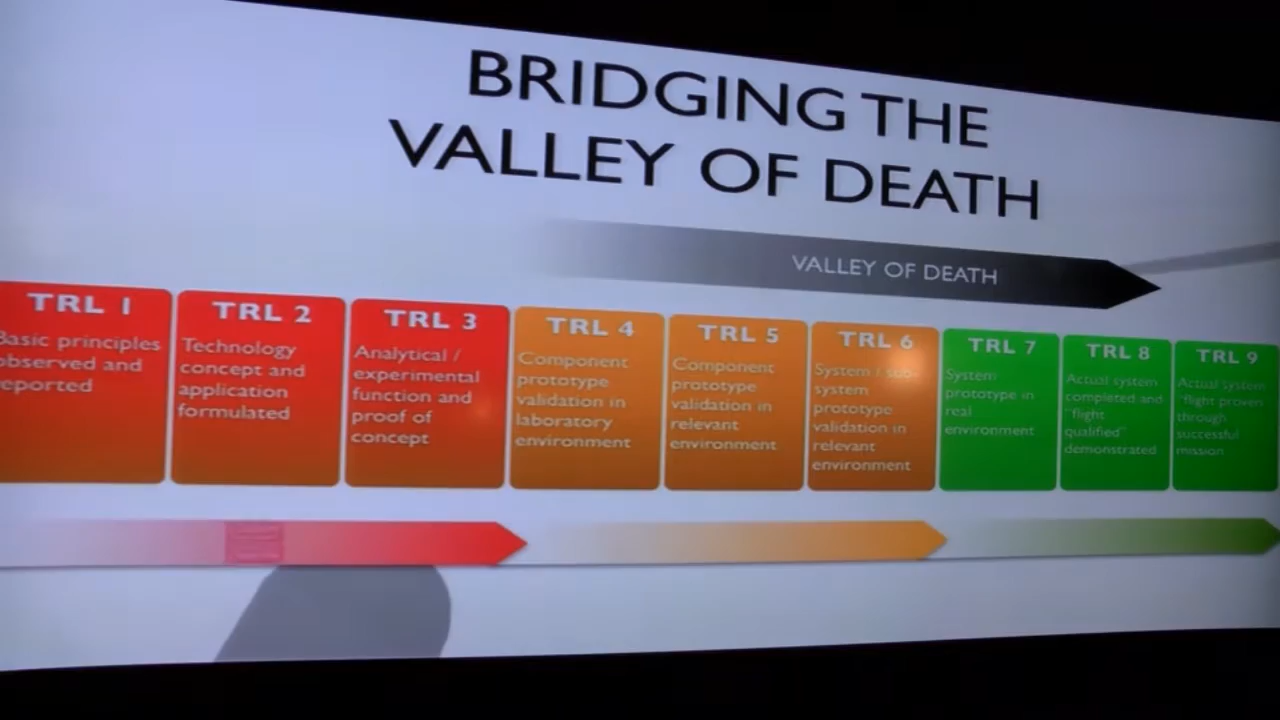 BRIDGING THE
VALLEY OF DEATH
VALLEY OF DEATH
TRL 1
Basic principles
observed and
reported
TRL 2
Technology
concept and
application
formulated
TRL 3
Analytical /
experimental
function and
proof of
concept
TRL 4
Component
prototype
validation in
laboratory
environment
TRL 5
Component
prototype
validation in
relevant
environment
TRL 6
System / sub-
system
prototype
validation in
relevant
environment
TRL 7
System
prototype in
real
environment
TRL 8
Actual system
completed and
"flight
qualified"
demonstrated
TRL 9
Actual system
"flight proven
through
successful
mission